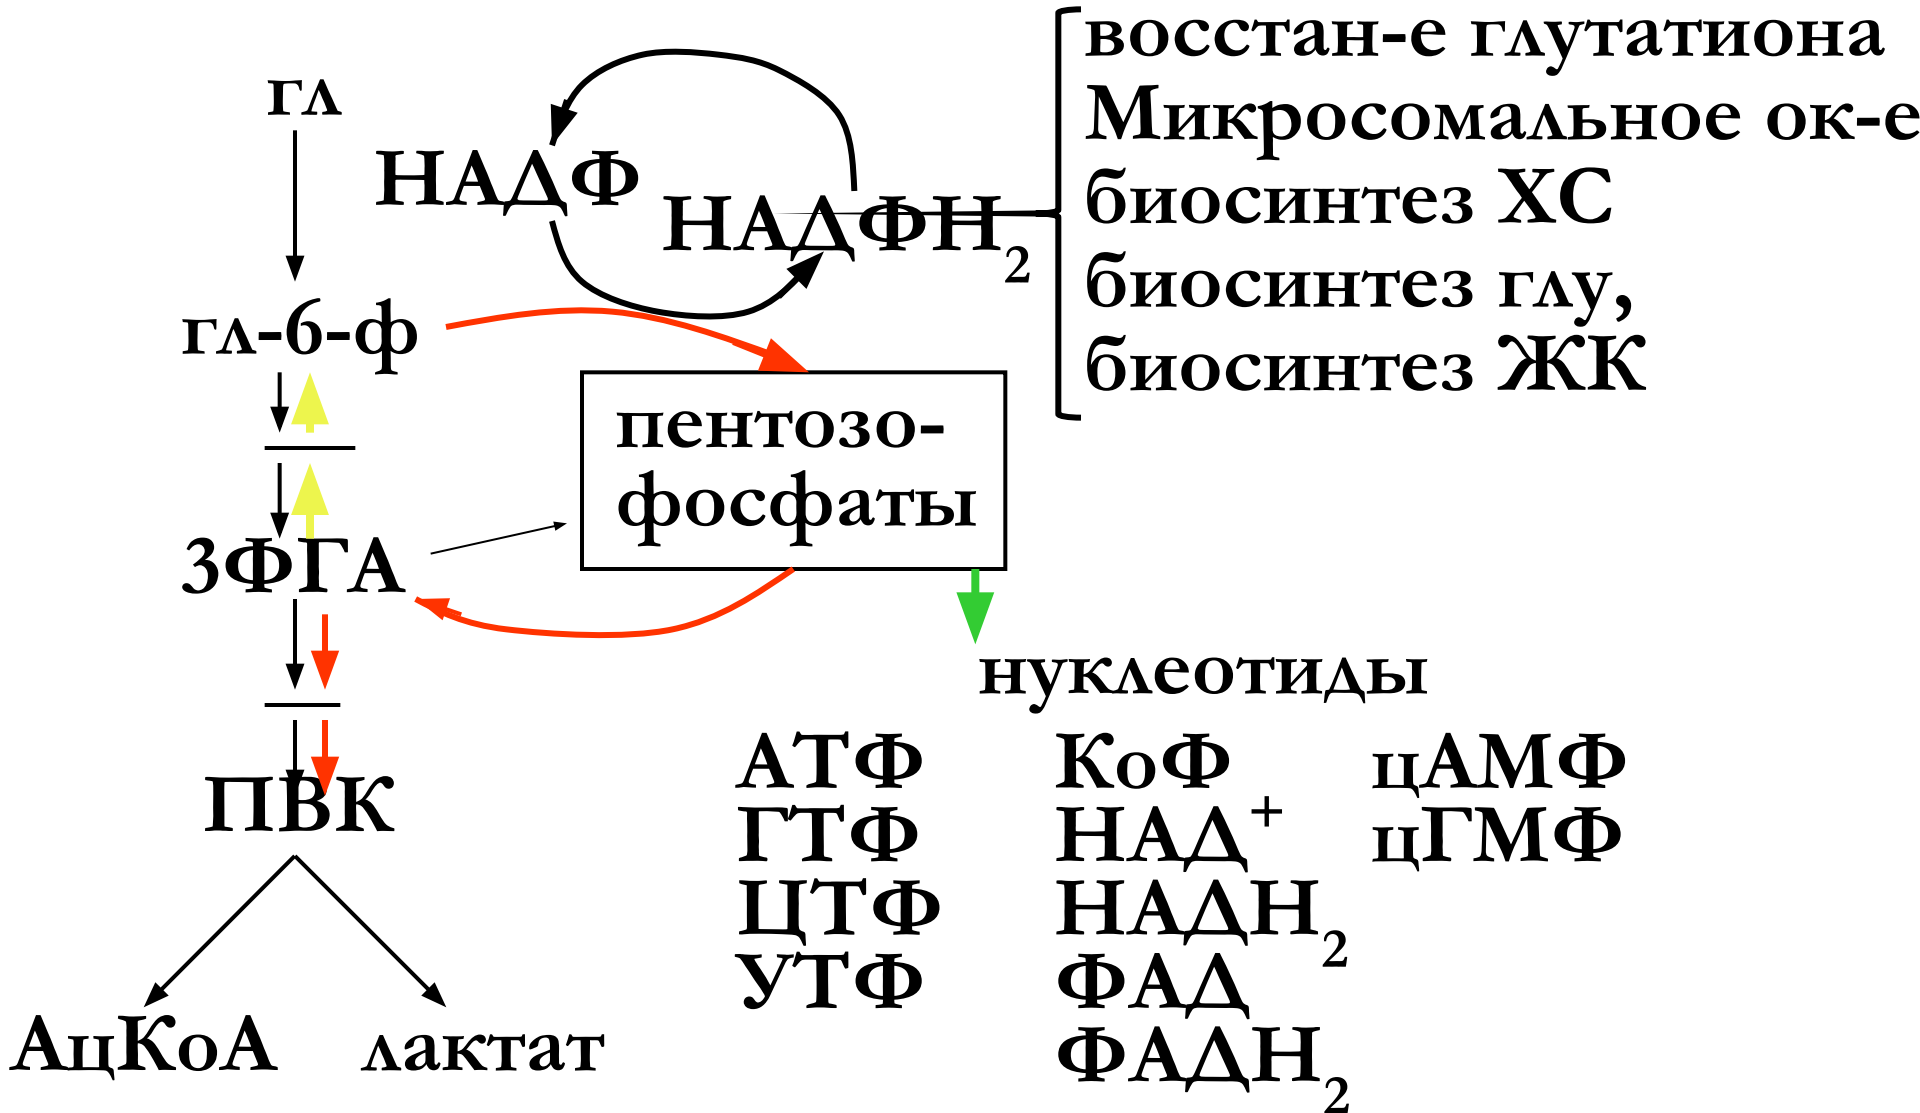 гл
гл-6-ф
3ФГА
ПВК
АцКоА
лактат
НАДФ
НАДФН2
восстан-е глутатиона
Микросомальное ок-е
биосинтез ХС
биосинтез глу,
биосинтез ЖК
пентозо-
фосфаты
нуклеотиды
АТФ КоФ цАМФ
ГТФ НАД+ цГМФ
ЦТФ НАДН2
УТФ ФАД
ФАДН2